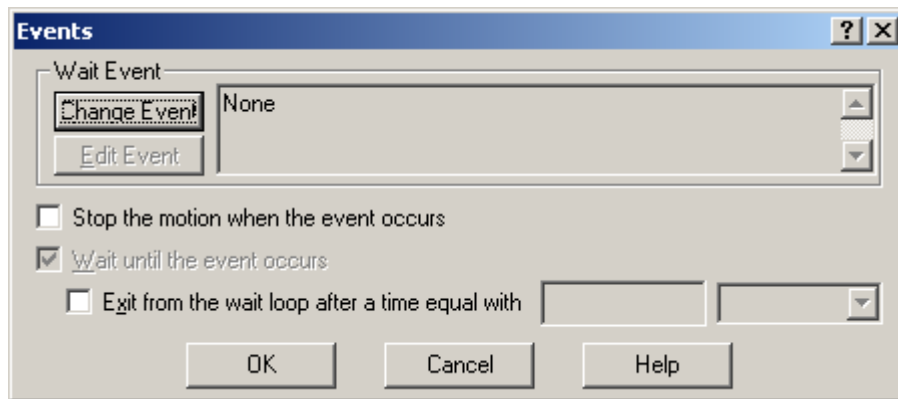 Events
Wait Event
Change Event
None
Edit Event
Stop the motion when the event occurs
Wait until the event occurs
Exit from the wait loop after a time equal with
OK Cancel Help